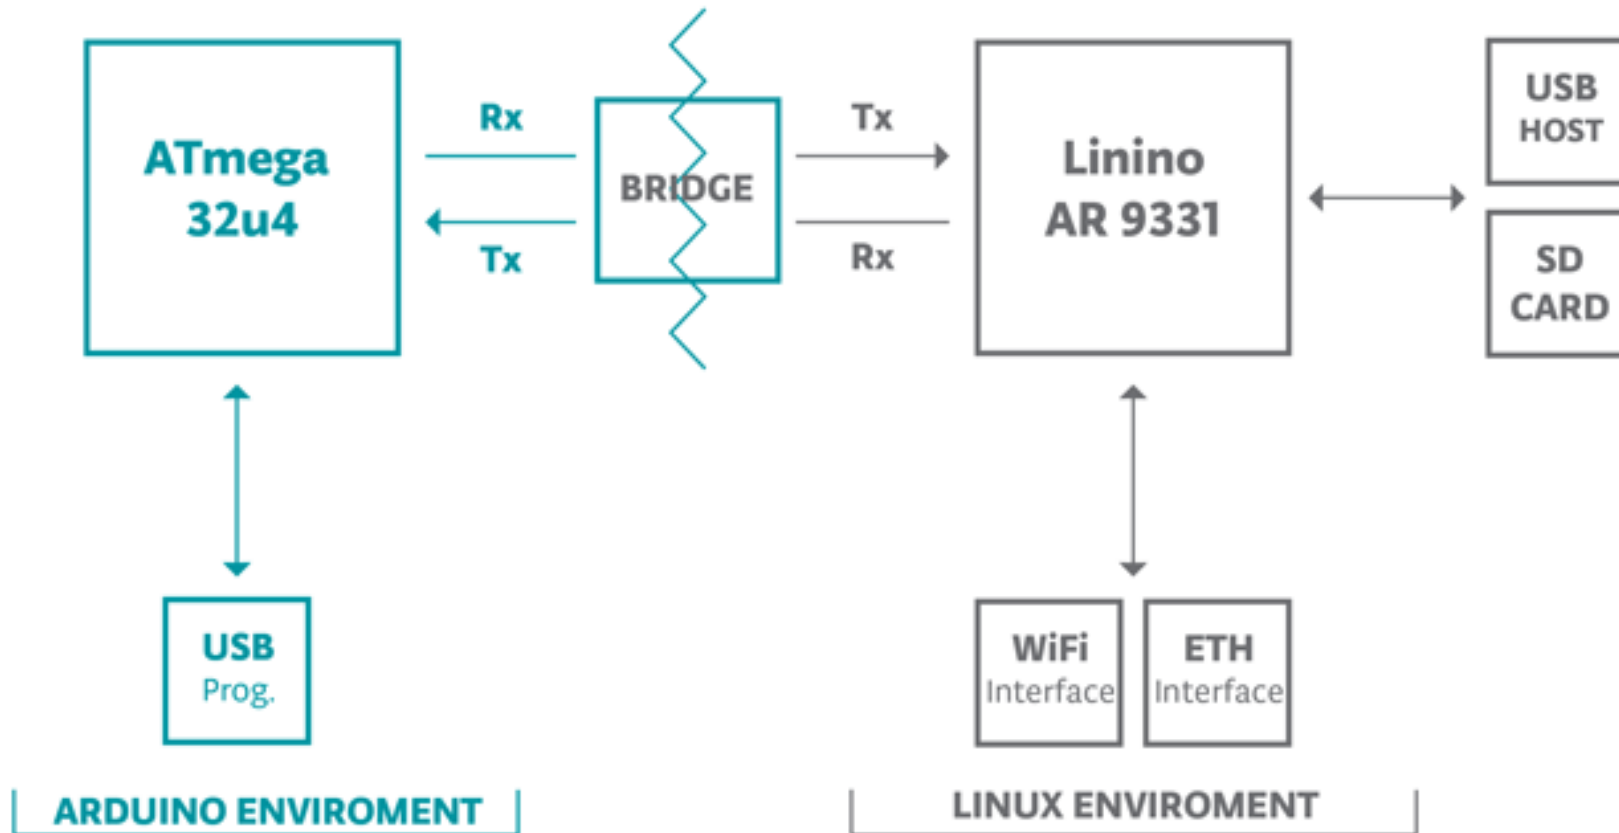 ATmega
32u4
Rx
Tx
BRIDGE
Tx
Rx
Linino
AR 9331
USB
HOST
SD
CARD
USB
Prog.
WiFi
Interface
ETH
Interface
ARDUINO ENVIROMENT
LINUX ENVIROMENT